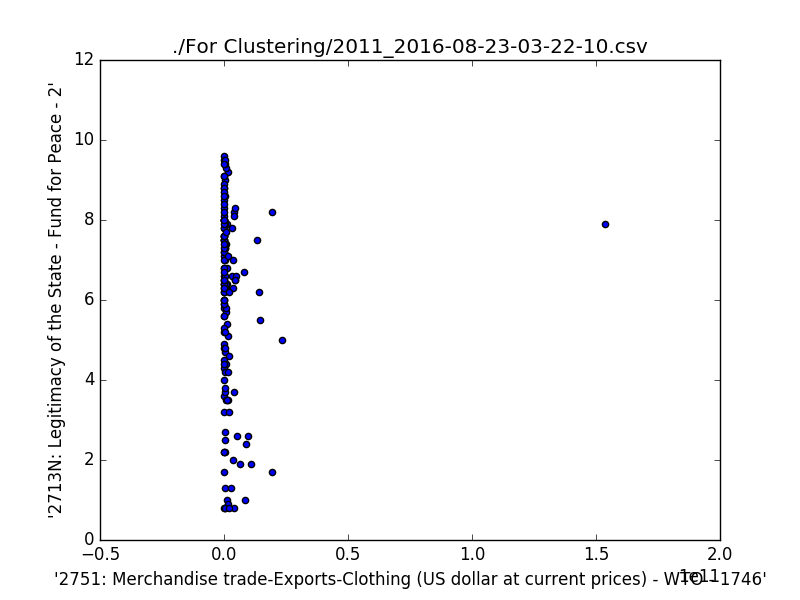 ./For Clustering/2011_2016-08-23-03-22-10.csv
12
10
8
6
4
2
0
'2713N: Legitimacy of the State - Fund for Peace - 2'
−0.5 0.0 0.5 1.0 1.5 2.0
1e11
'2751: Merchandise trade-Exports-Clothing (US dollar at current prices) - WTO - 1746'